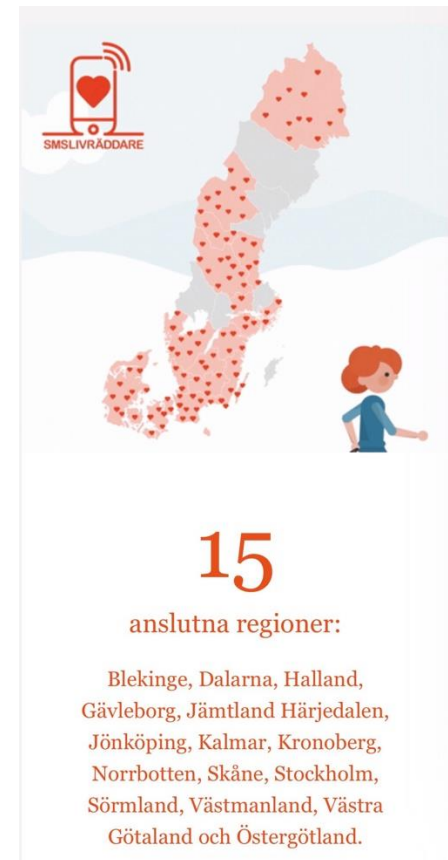 SMSLIVRÄDDARE
15
anslutna regioner:
Blekinge, Dalarna, Halland,
Gävleborg, Jämtland Härjedalen,
Jönköping, Kalmar, Kronoberg,
Norrbotten, Skåne, Stockholm,
Sörmland, Västmanland, Västra
Götaland och Östergötland.